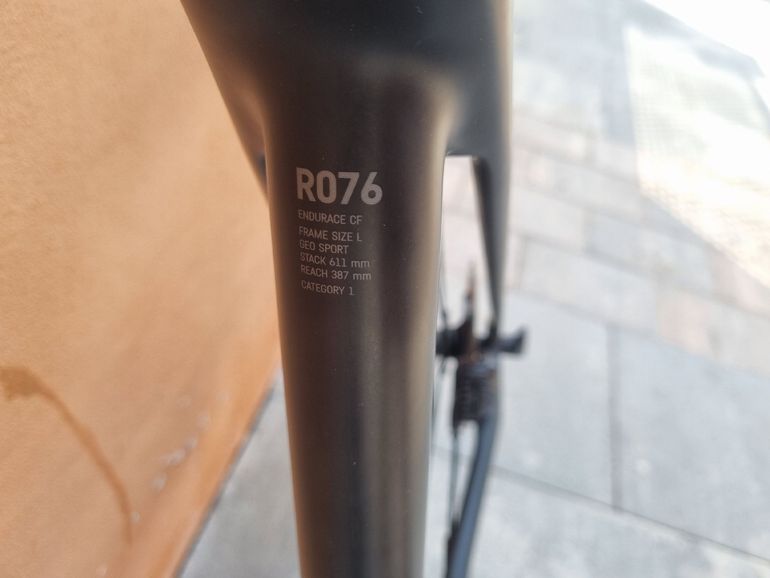 R076
ENDURACE CF
FRAME SIZE L
GEO SPORT
STACK 611 mm
REACH 387 mm
CATEGORY 1